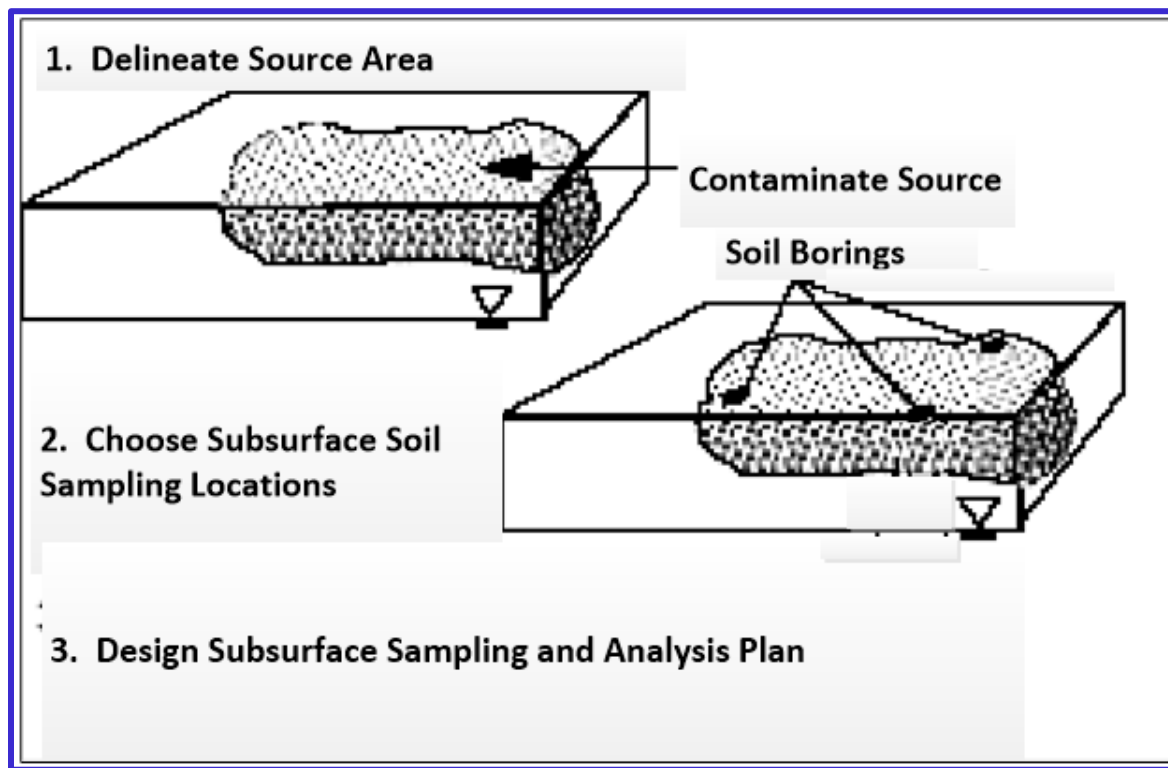 1. Delineate Source Area
Contaminate Source
Soil Borings
2. Choose Subsurface Soil
Sampling Locations
3. Design Subsurface Sampling and Analysis Plan